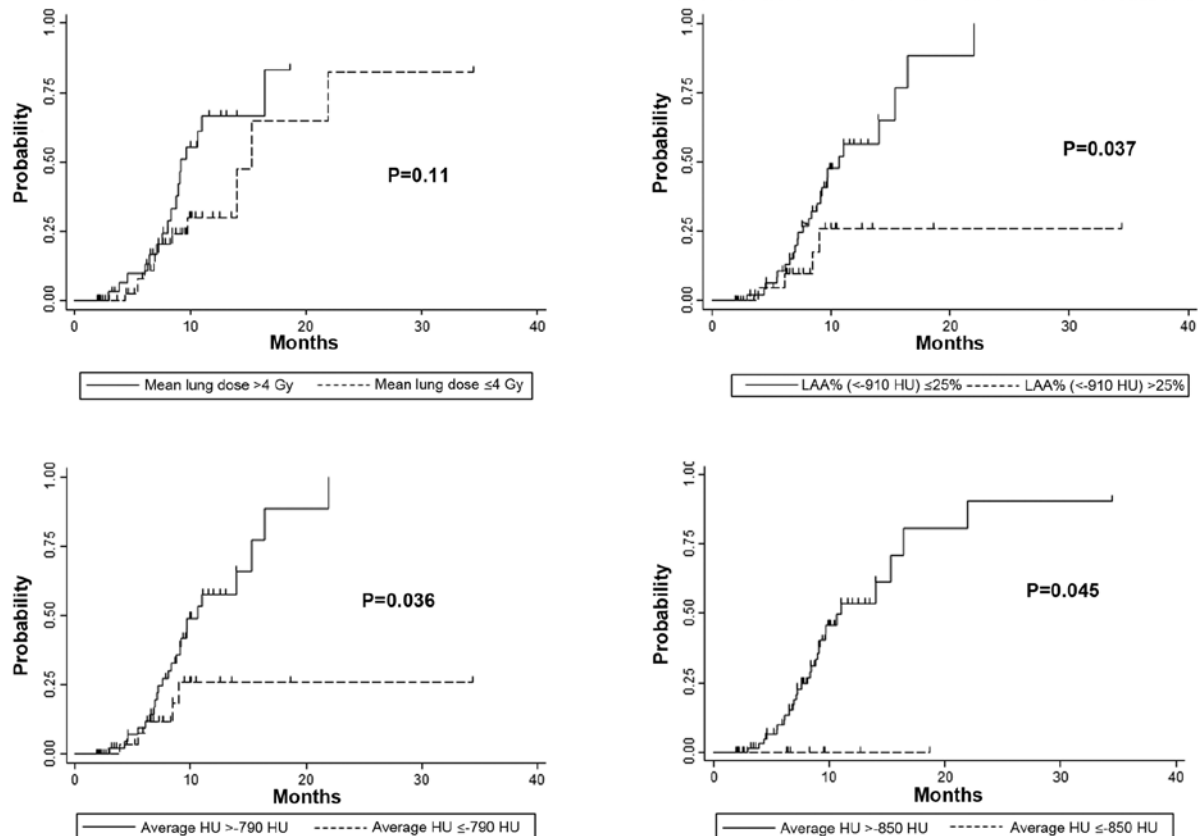 1.00
0.75
0.50
0.25
0.00
Probability
P=0.11
0 10 20 30 40
Months
Mean lung dose >4 Gy Mean lung dose ≤4 Gy
1.00
0.75
0.50
0.25
0.00
Probability
P=0.037
0 10 20 30 40
Months
LAA% (<-910 HU) ≤25% LAA% (<-910 HU) >25%
1.00
0.75
0.50
0.25
0.00
Probability
P=0.036
0 10 20 30 40
Months
Average HU >-790 HU Average HU ≤-790 HU
1.00
0.75
0.50
0.25
0.00
Probability
P=0.045
0 10 20 30 40
Months
Average HU >-850 HU Average HU ≤-850 HU